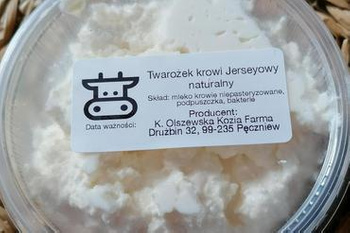 Twarożek krowi Jerseyowy
naturalny
Skład: mleko krowie niepasteryzowane,
podpuszczka, bakterie
Producent:
K. Olszewska Kozia Farma
Drużbin 32, 99-235 Pęczniew
Data ważności: